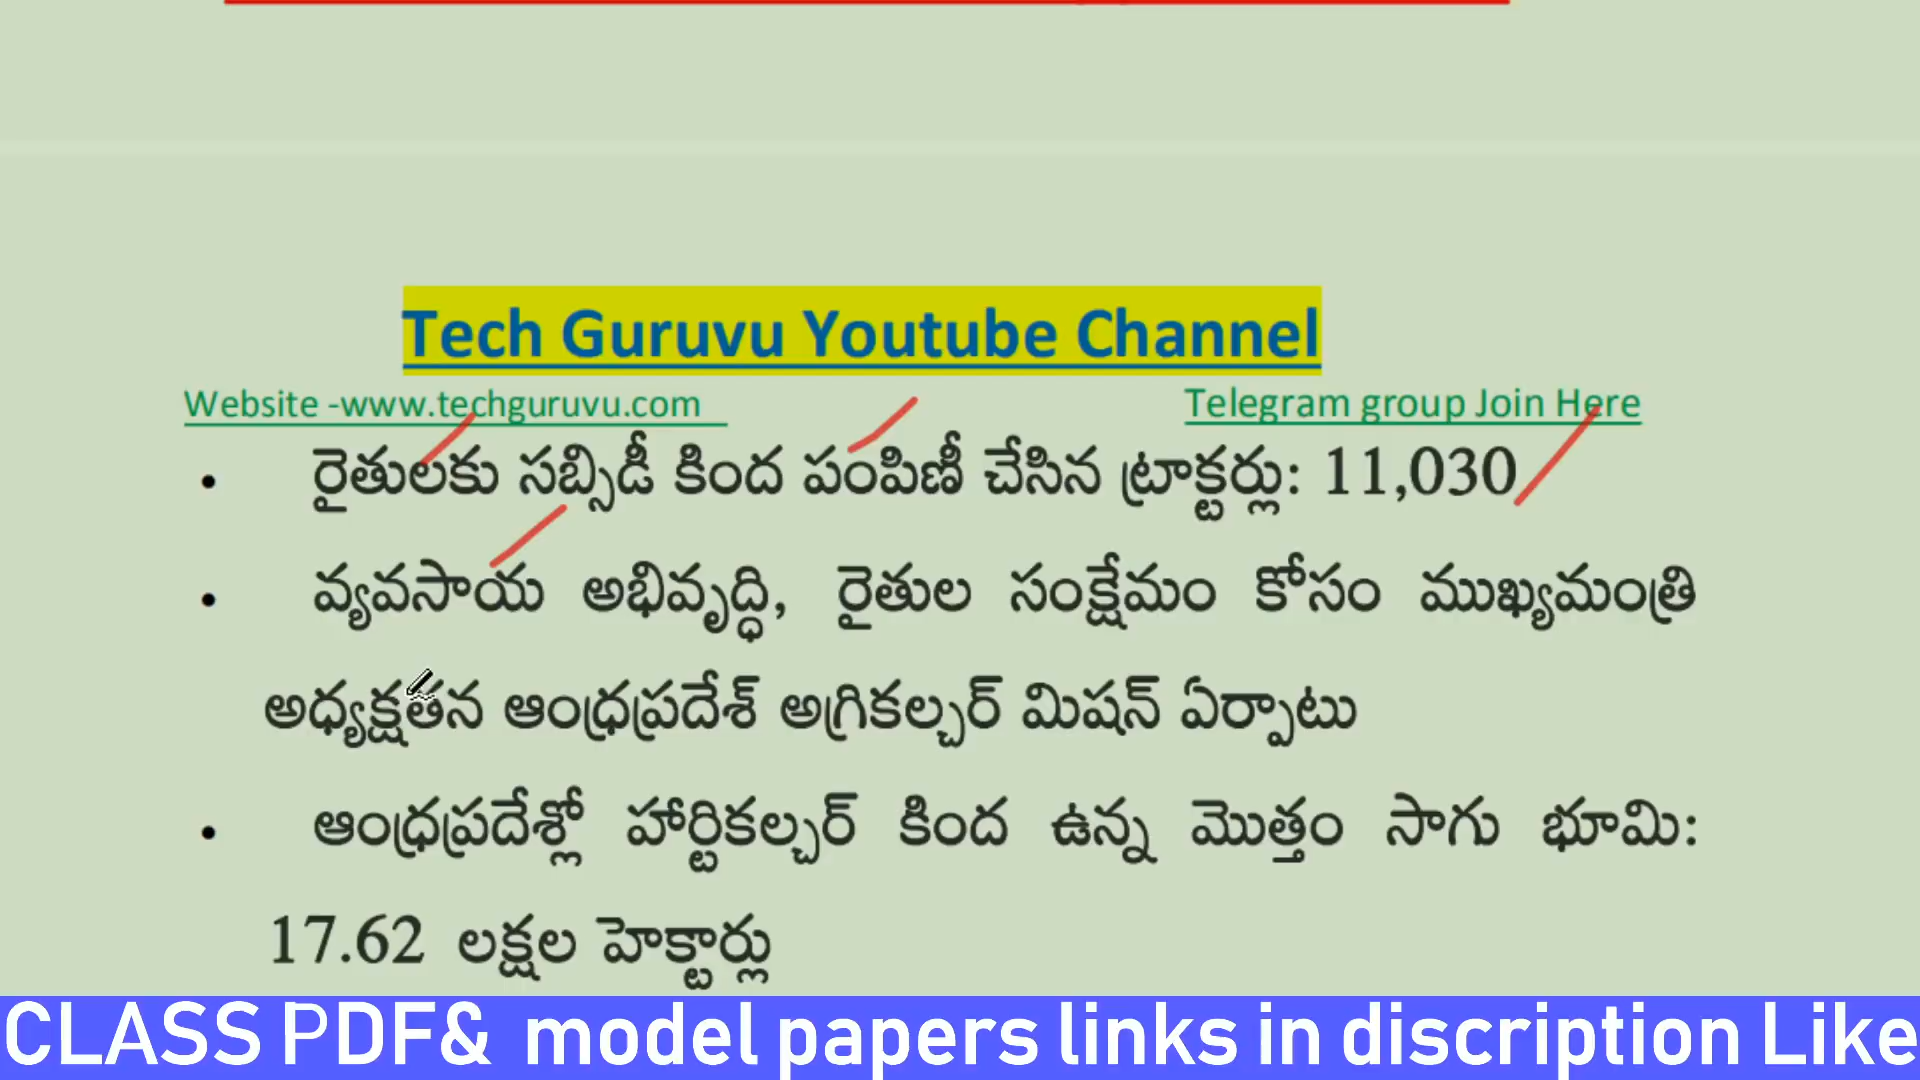 Tech Guruvu Youtube Channel
Website -www.techguruvu.com Telegram group Join Here
• రైతులకు సబ్సిడీ కింద పంపిణీ చేసిన ట్రాక్టర్లు: 11,030
• వ్యవసాయ అభివృద్ధి, రైతుల సంక్షేమం కోసం ముఖ్యమంత్రి
అధ్యక్షతన ఆంధ్రప్రదేశ్ అగ్రికల్చర్ మిషన్ ఏర్పాటు
• ఆంధ్రప్రదేశ్లో హార్టికల్చర్ కింద ఉన్న మొత్తం సాగు భూమి:
17.62 లక్షల హెక్టార్లు
CLASS PDF& model papers links in discription Like